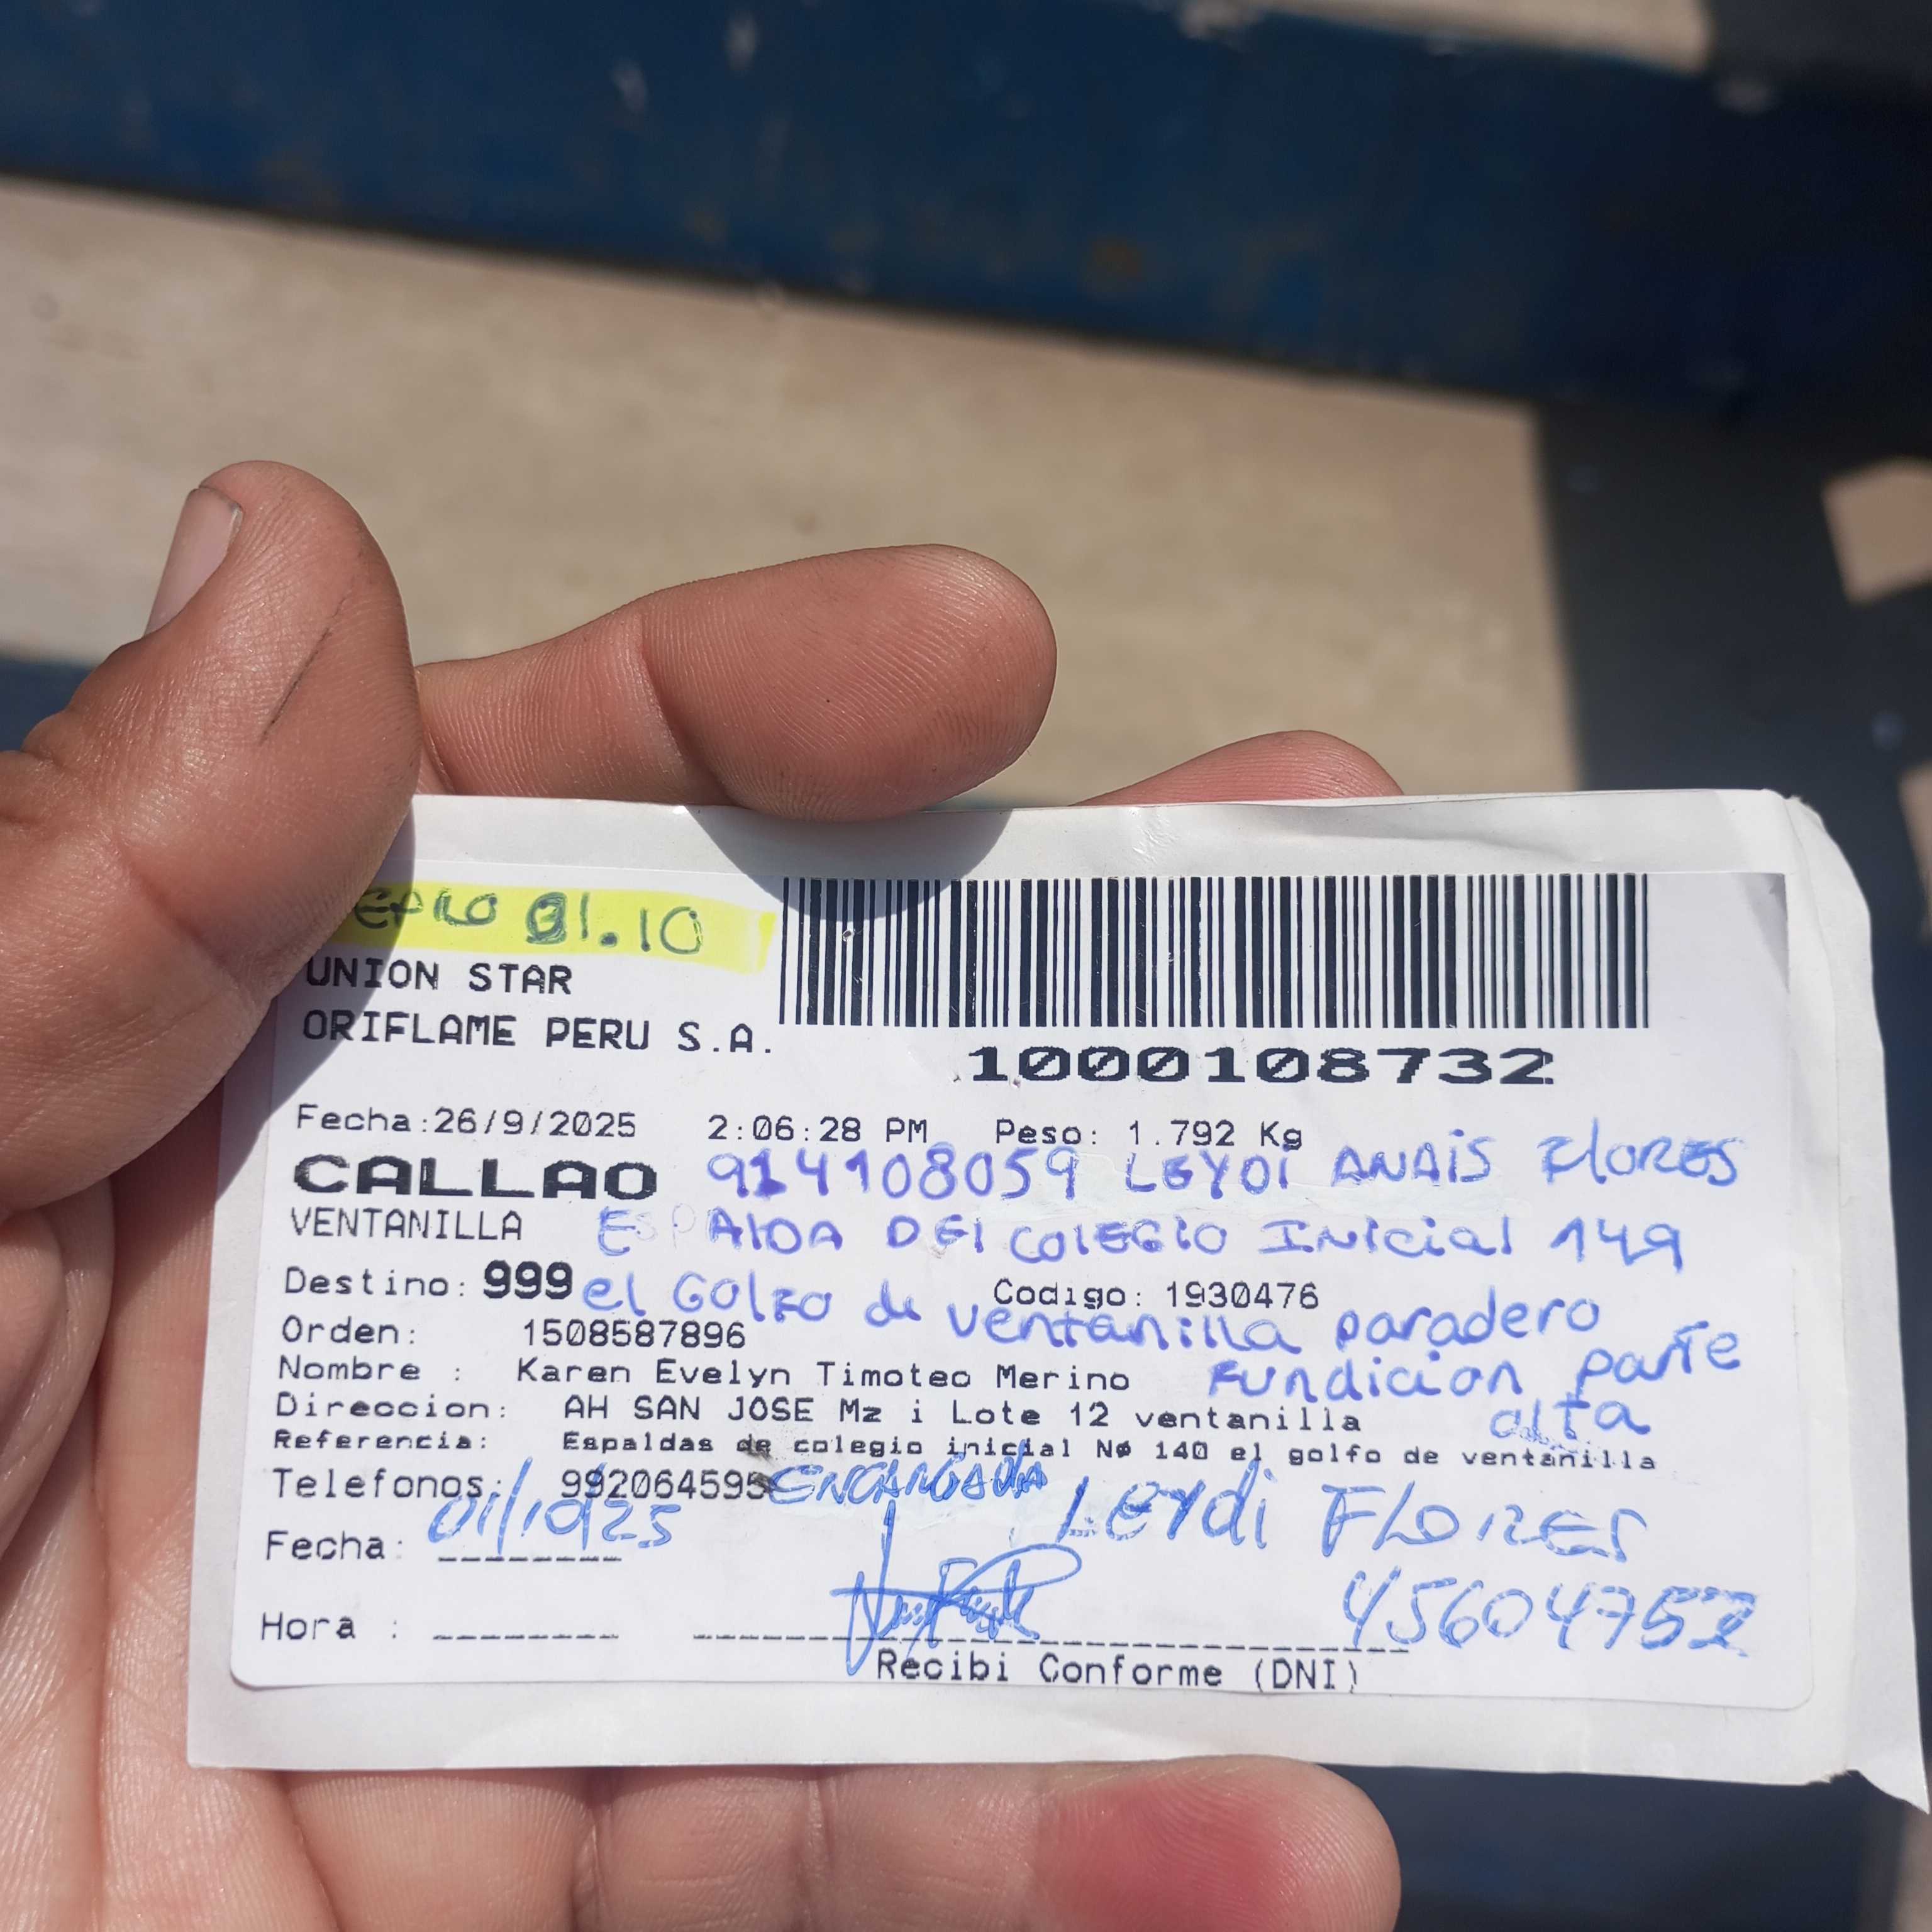 01.10
UNION STAR
ORIFLAME PERU S.A.
1000108732
Fecha:26/9/2025 2:06:28 PM Peso: 1.792 Kg
CALLAO 914108059 LEYDI ANAIS FLORES
VENTANILLA ESPALDA DEL COLEGIO INICIAL 149
Destino: 999 el GOLFO de ventanilla paradero
Codigo: 1930476
Orden: 1508587896
FUNDICION PARTE alta
Nombre : Karen Evelyn Timoteo Merino
Direccion: AH SAN JOSE Mz i Lote 12 ventanilla
Referencia: Espaldas de colegio inicial Nø 140 el golfo de ventanilla
Telefonos: 992064595 ENCARGADA LEYDI FLORES
Fecha: 01/10/25
45604752
Hora : --------
Recibi Conforme (DNI)